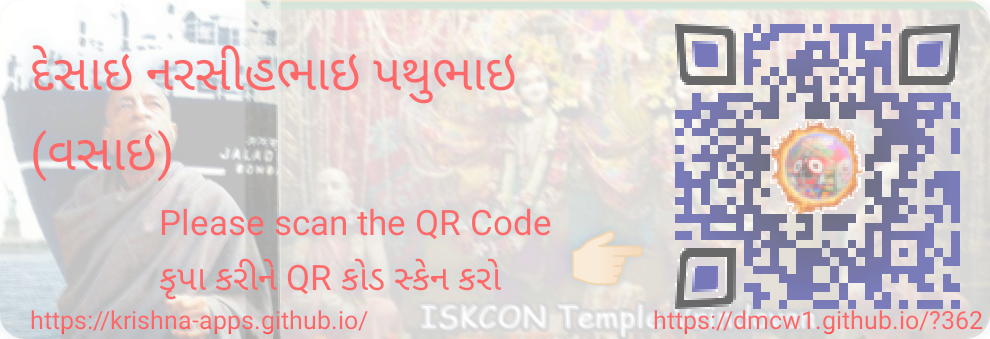 દેસાઇ નરસીહભાઇ પથુભાઇ
(વસાઇ)
JALAD
Please scan the QR Code
કૃપા કરીને QR કોડ સ્કેન કરો
https://krishna-apps.github.io/
ISKCON Temple
https://dmcw1.github.io/?362